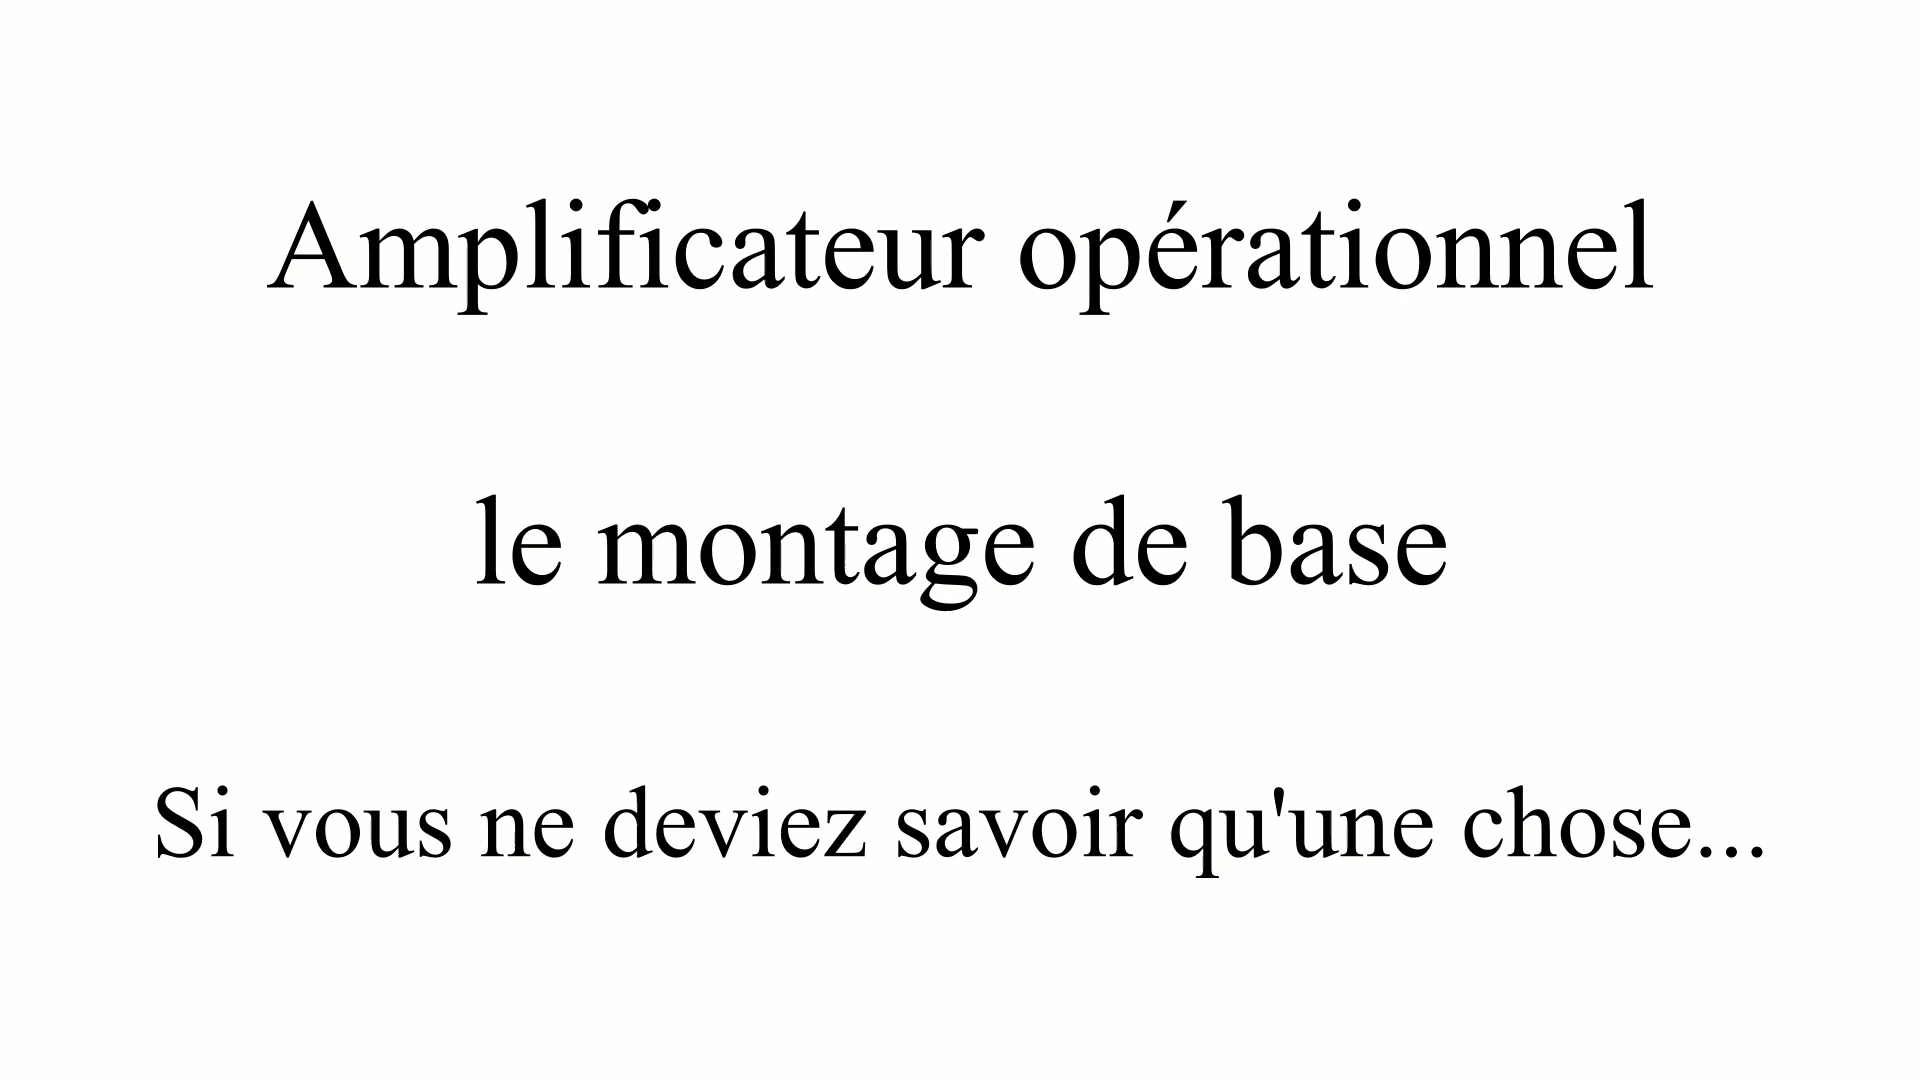 Amplificateur opérationnel
le montage de base
Si vous ne deviez savoir qu'une chose...